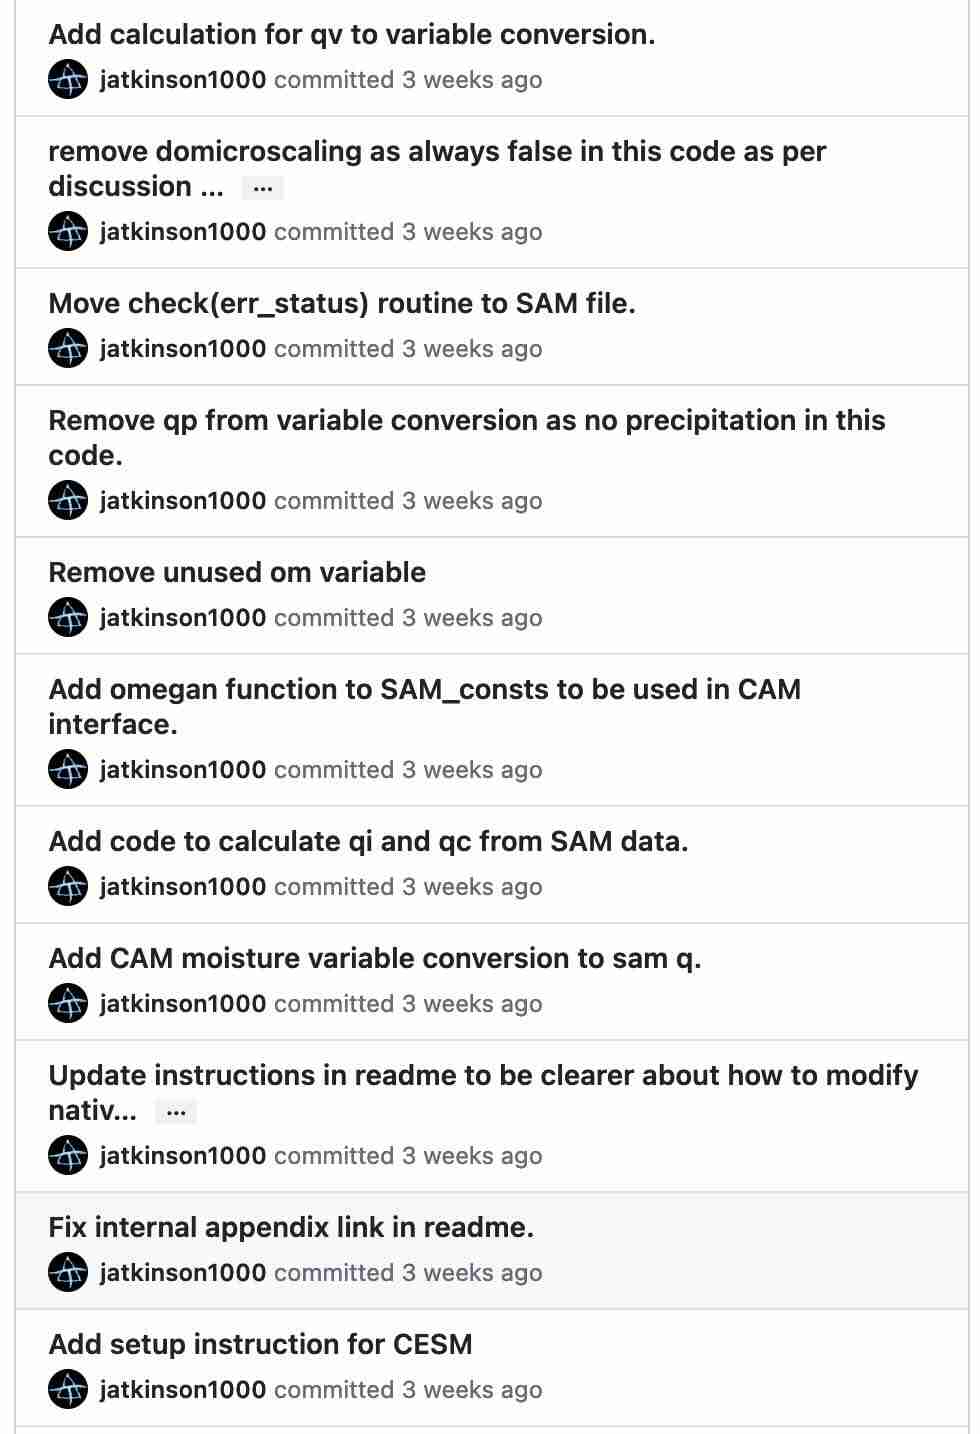 Add calculation for qv to variable conversion.
jatkinson1000 committed 3 weeks ago
remove domicroscaling as always false in this code as per
discussion ... ...
jatkinson1000 committed 3 weeks ago
Move check(err_status) routine to SAM file.
jatkinson1000 committed 3 weeks ago
Remove qp from variable conversion as no precipitation in this
code.
jatkinson1000 committed 3 weeks ago
Remove unused om variable
jatkinson1000 committed 3 weeks ago
Add omegan function to SAM_consts to be used in CAM
interface.
jatkinson1000 committed 3 weeks ago
Add code to calculate qi and qc from SAM data.
jatkinson1000 committed 3 weeks ago
Add CAM moisture variable conversion to sam q.
jatkinson1000 committed 3 weeks ago
Update instructions in readme to be clearer about how to modify
nativ... ...
jatkinson1000 committed 3 weeks ago
Fix internal appendix link in readme.
jatkinson1000 committed 3 weeks ago
Add setup instruction for CESM
jatkinson1000 committed 3 weeks ago